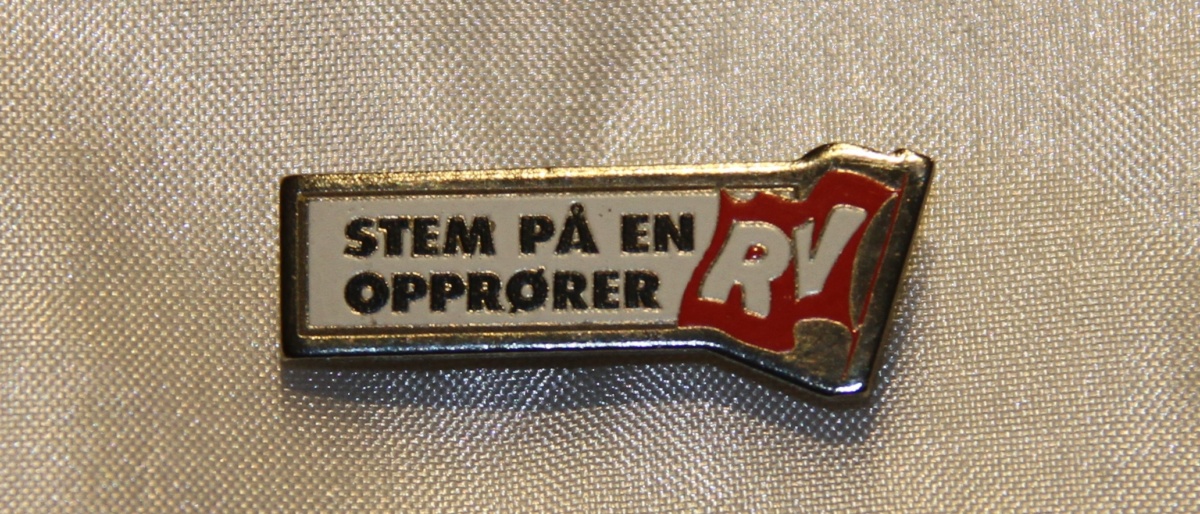 STEM PÅ EN
OPPRØRER
RV